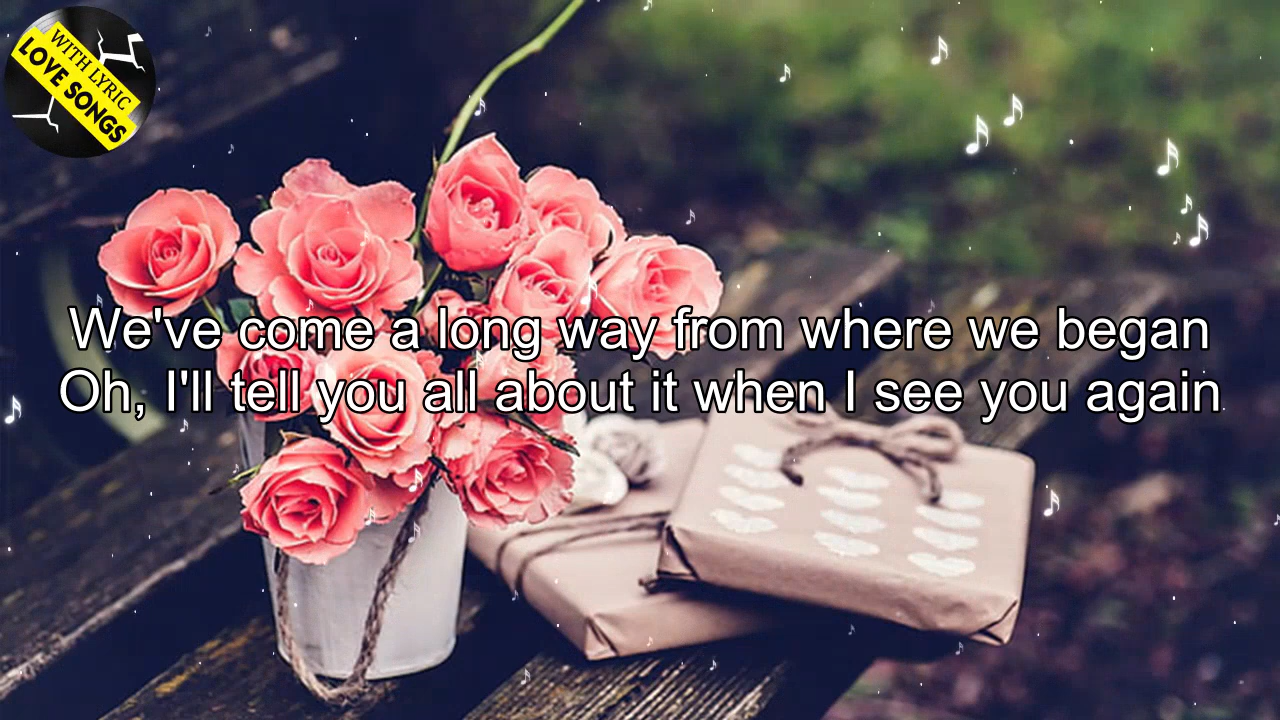 WITH LYRIC
LOVE SONGS
We've come a long way from where we began
Oh, I'll tell you all about it when I see you again